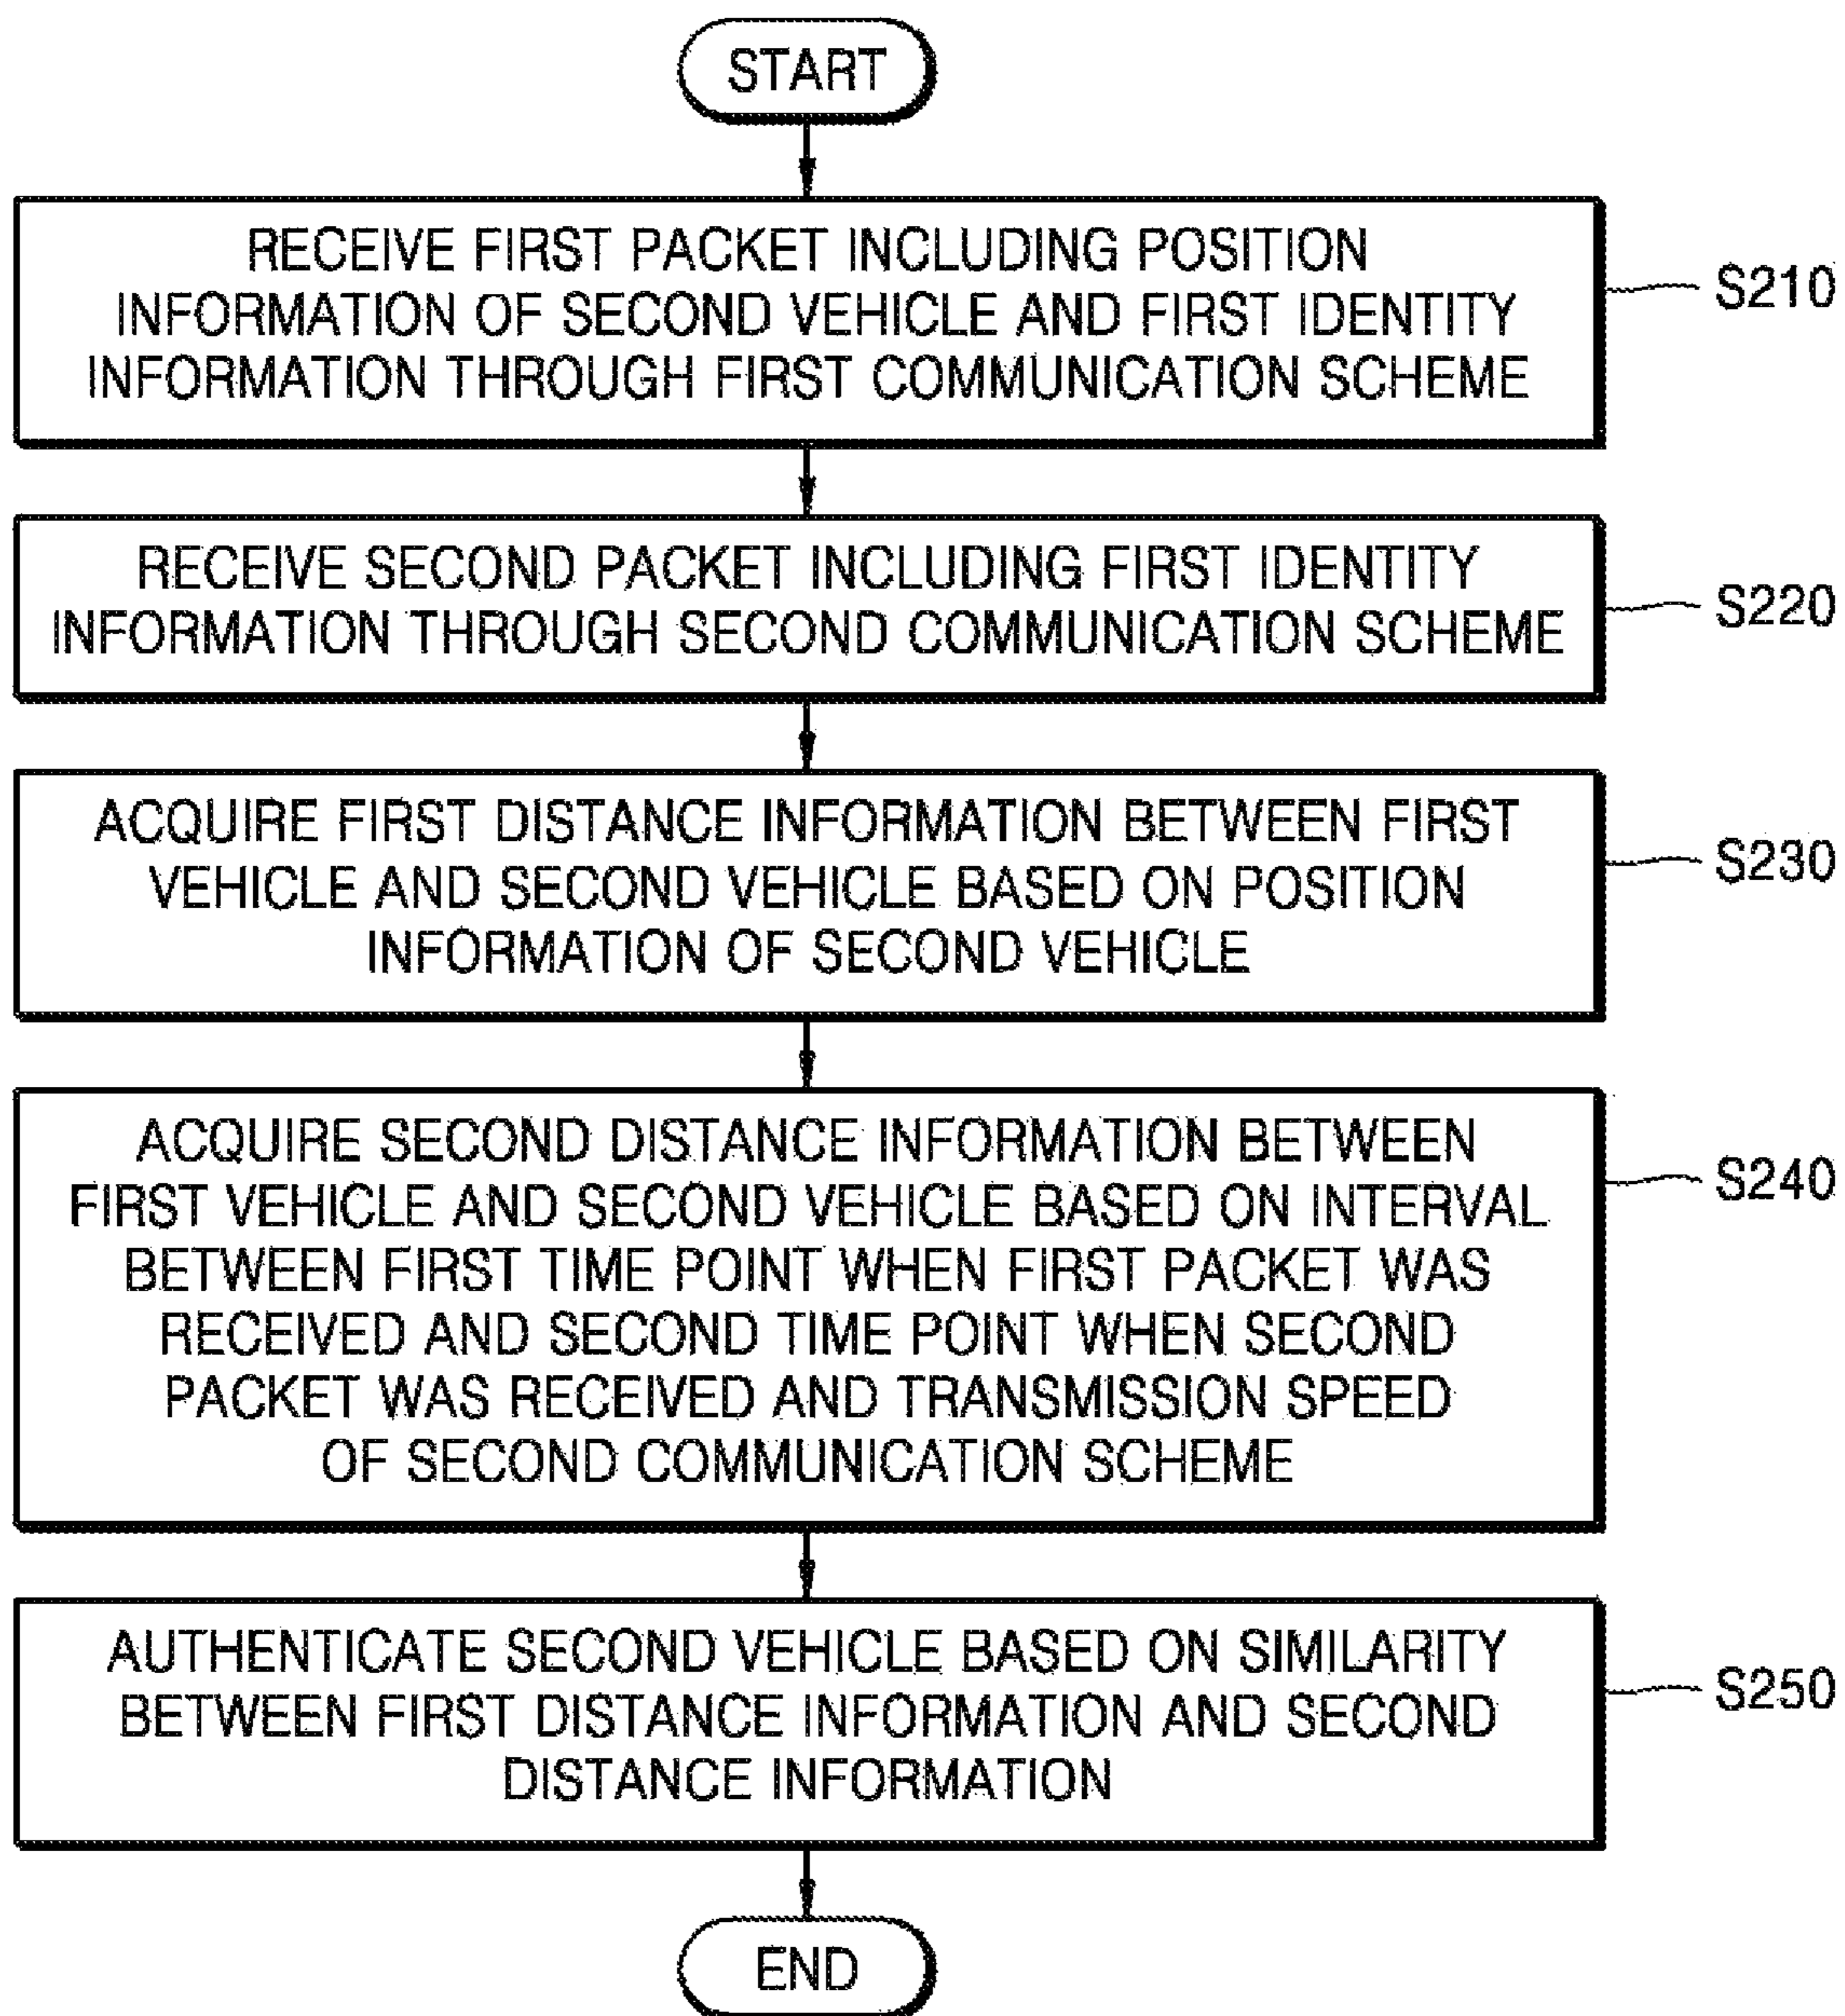 START
RECEIVE FIRST PACKET INCLUDING POSITION
INFORMATION OF SECOND VEHICLE AND FIRST IDENTITY
INFORMATION THROUGH FIRST COMMUNICATION SCHEME
S210
RECEIVE SECOND PACKET INCLUDING FIRST IDENTITY
INFORMATION THROUGH SECOND COMMUNICATION SCHEME
S220
ACQUIRE FIRST DISTANCE INFORMATION BETWEEN FIRST
VEHICLE AND SECOND VEHICLE BASED ON POSITION
INFORMATION OF SECOND VEHICLE
S230
ACQUIRE SECOND DISTANCE INFORMATION BETWEEN
FIRST VEHICLE AND SECOND VEHICLE BASED ON INTERVAL
BETWEEN FIRST TIME POINT WHEN FIRST PACKET WAS
RECEIVED AND SECOND TIME POINT WHEN SECOND
PACKET WAS RECEIVED AND TRANSMISSION SPEED
OF SECOND COMMUNICATION SCHEME
S240
AUTHENTICATE SECOND VEHICLE BASED ON SIMILARITY
BETWEEN FIRST DISTANCE INFORMATION AND SECOND
DISTANCE INFORMATION
S250
END